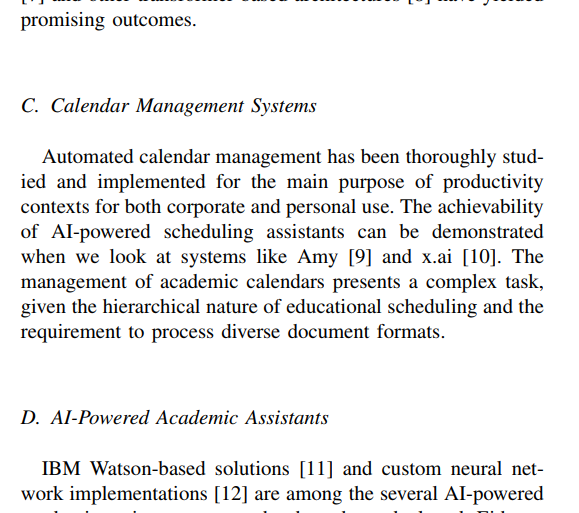 promising outcomes.
C. Calendar Management Systems
Automated calendar management has been thoroughly stud-
ied and implemented for the main purpose of productivity
contexts for both corporate and personal use. The achievability
of AI-powered scheduling assistants can be demonstrated
when we look at systems like Amy [9] and x.ai [10]. The
management of academic calendars presents a complex task,
given the hierarchical nature of educational scheduling and the
requirement to process diverse document formats.
D. AI-Powered Academic Assistants
IBM Watson-based solutions [11] and custom neural net-
work implementations [12] are among the several AI-powered